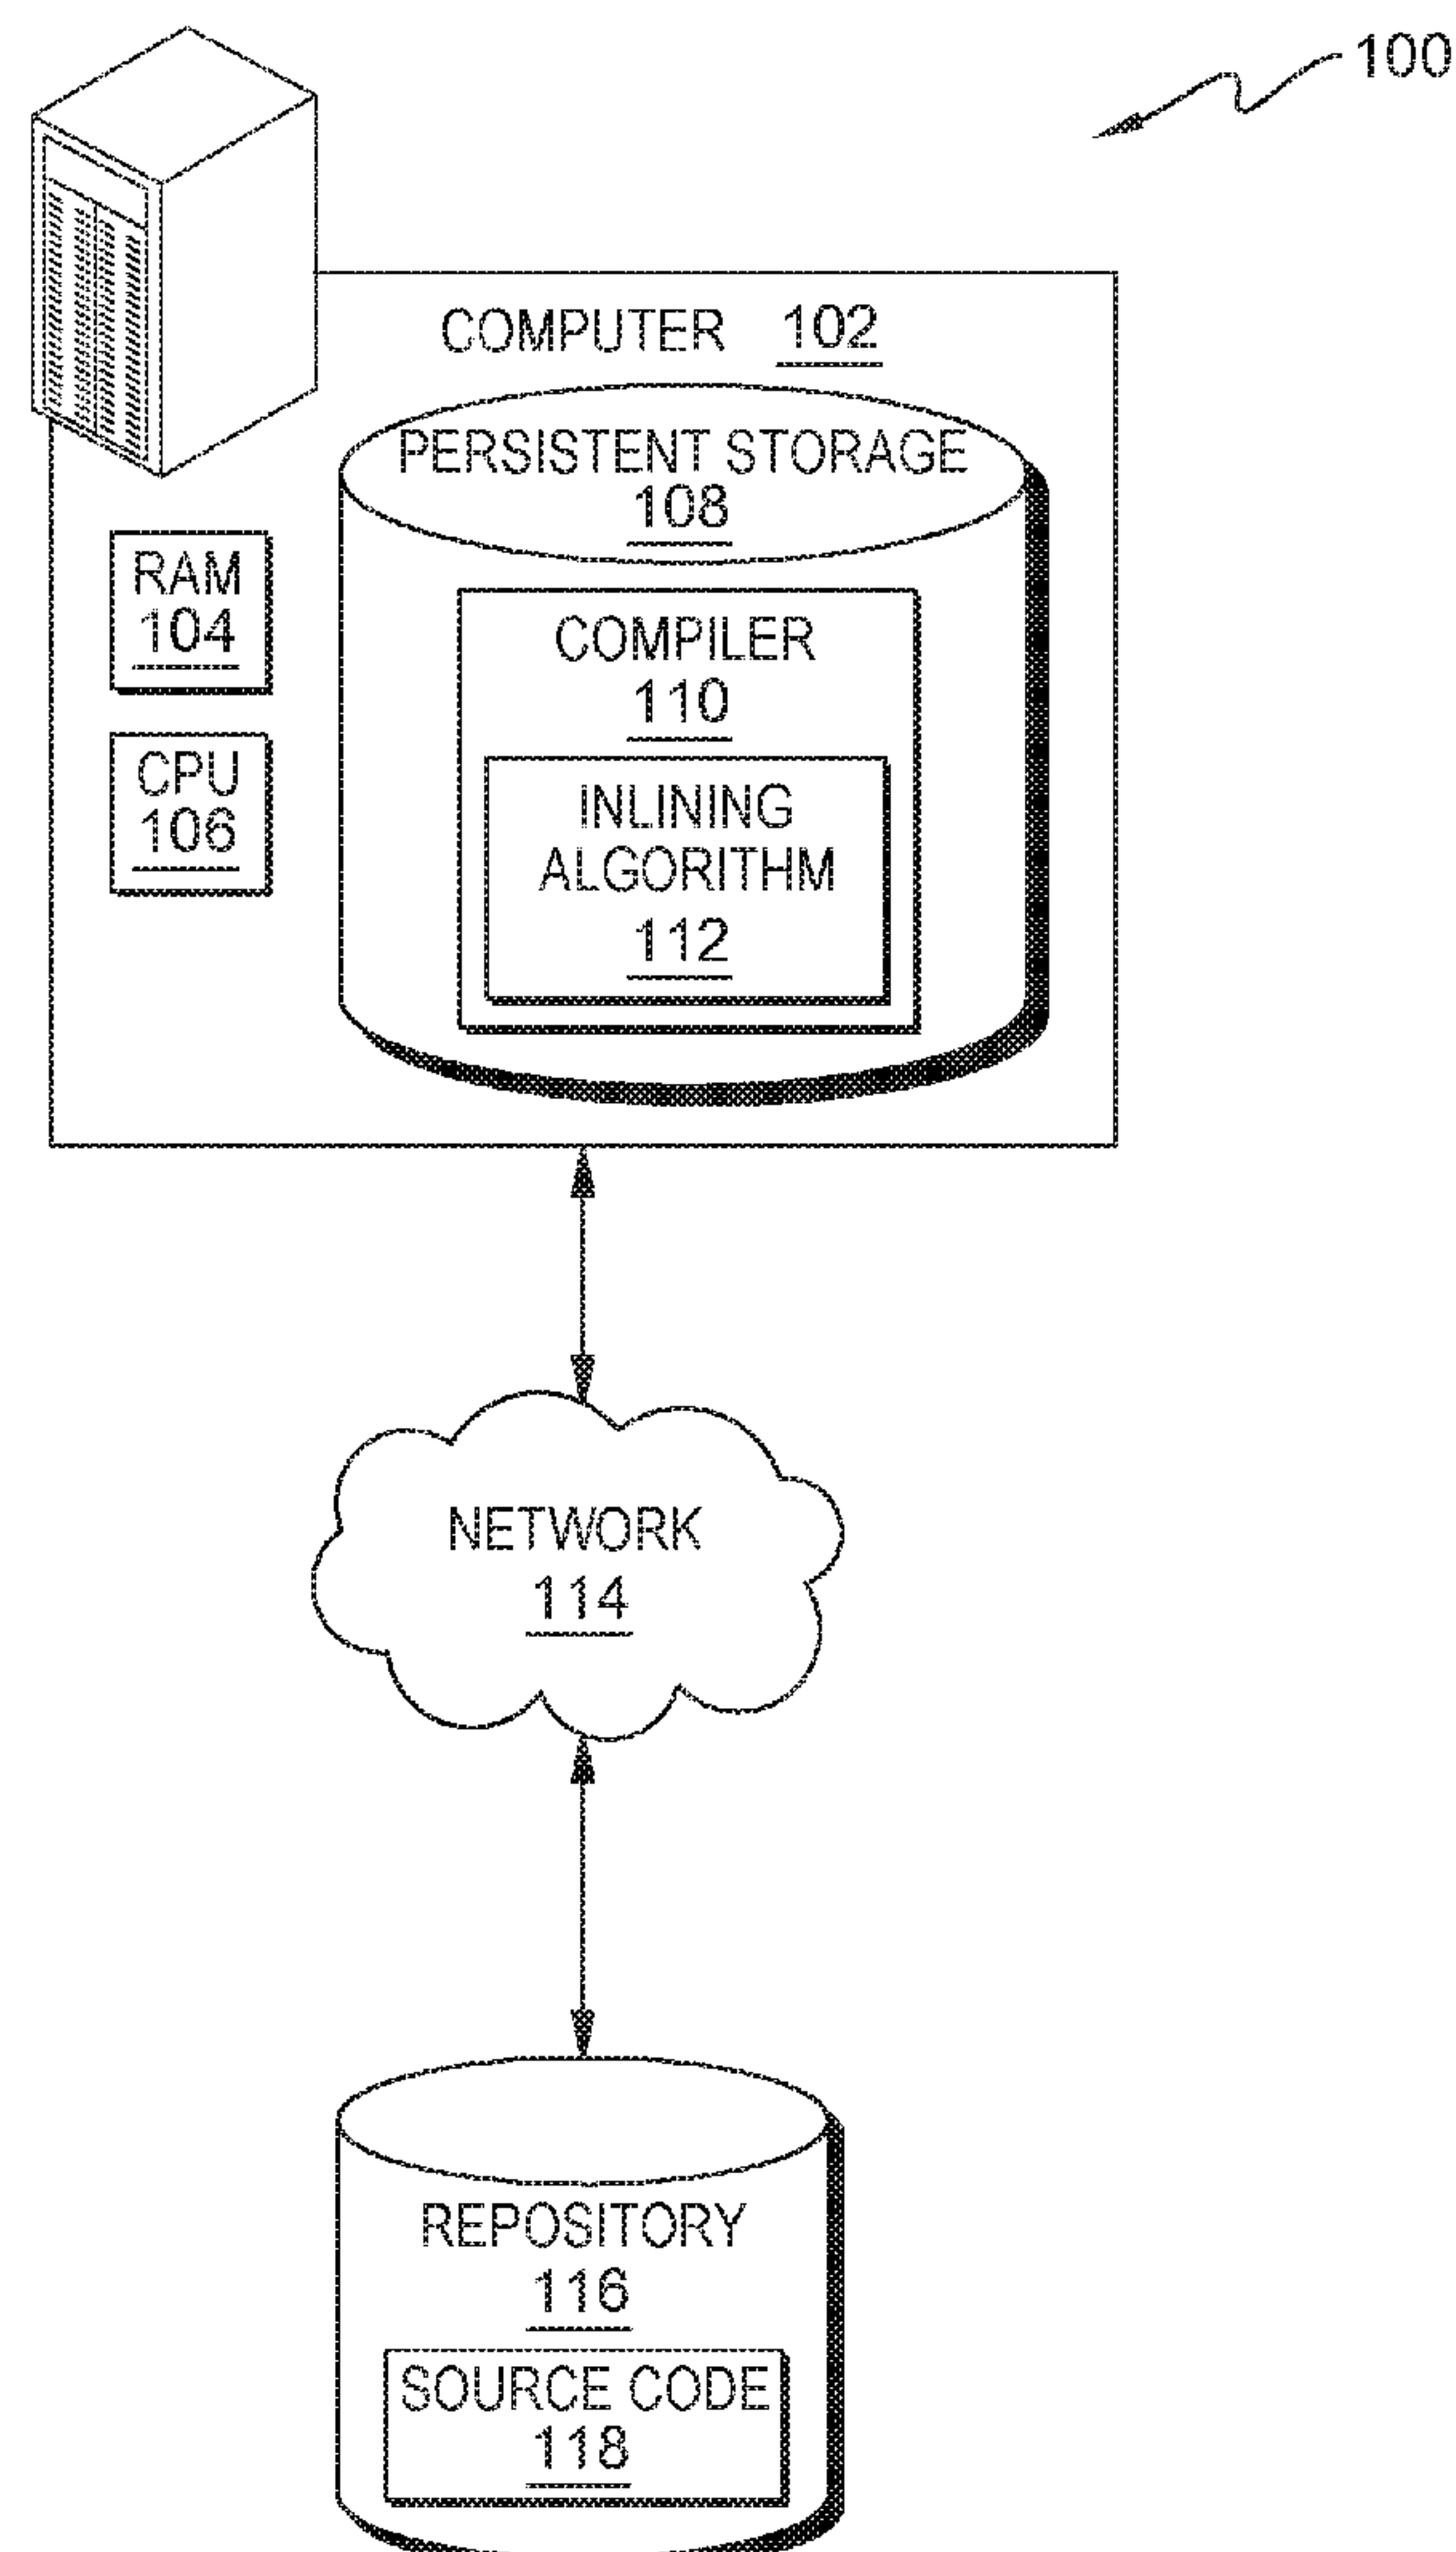 100
COMPUTER 102
PERSISTENT STORAGE
108
RAM
104
COMPILER
110
CPU
106
INLINING
ALGORITHM
112
NETWORK
114
REPOSITORY
116
SOURCE CODE
118